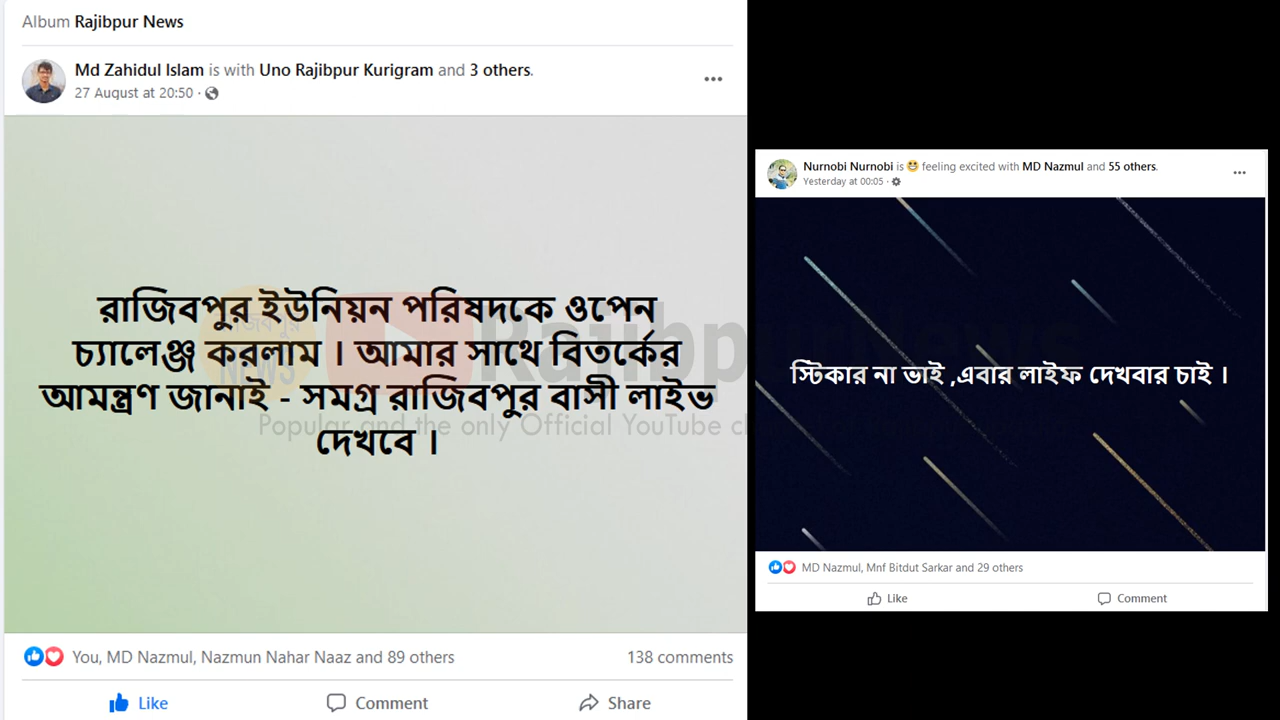 Album Rajibpur News
Md Zahidul Islam is with Uno Rajibpur Kurigram and 3 others.
27 August at 20:50 ·
রাজিবপুর ইউনিয়ন পরিষদকে ওপেন
চ্যালেঞ্জ করলাম । আমার সাথে বিতর্কের
আমন্ত্রণ জানাই - সমগ্র রাজিবপুর বাসী লাইভ
দেখবে ।
রাজিবপুর
NEWS
Rajibpur News
Popular and the only Official YouTube
You, MD Nazmul, Nazmun Nahar Naaz and 89 others
138 comments
Like
Comment
Share
Nurnobi Nurnobi is feeling excited with MD Nazmul and 55 others.
Yesterday at 00:05 ·
স্টিকার না ভাই ,এবার লাইফ দেখবার চাই ।
MD Nazmul, Mnf Bitdut Sarkar and 29 others
Like
Comment